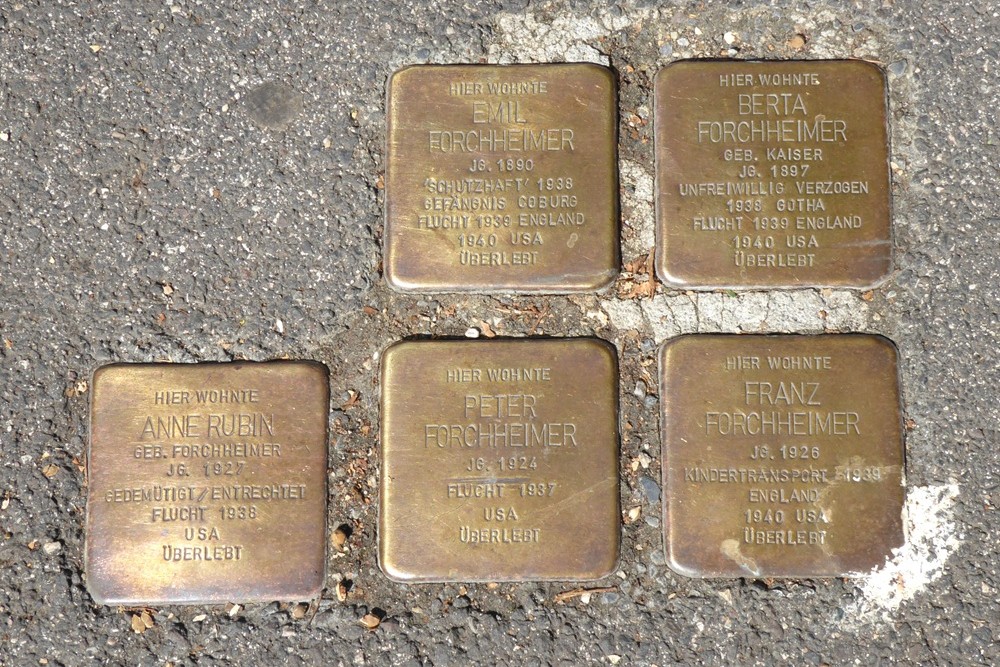 HIER WOHNTE
EMIL
FORCHHEIMER
JG. 1890
'SCHUTZHAFT' 1938
GEFÄNGNIS COBURG
FLUCHT 1939 ENGLAND
1940 USA
ÜBERLEBT
HIER WOHNTE
BERTA
FORCHHEIMER
GEB. KAISER
JG. 1897
UNFREIWILLIG VERZOGEN
1938 GOTHA
FLUCHT 1939 ENGLAND
1940 USA
ÜBERLEBT
HIER WOHNTE
ANNE RUBIN
GEB. FORCHHEIMER
JG. 1927
GEDEMÜTIGT/ENTRECHTET
FLUCHT 1938
USA
ÜBERLEBT
HIER WOHNTE
PETER
FORCHHEIMER
JG. 1924
FLUCHT 1937
USA
ÜBERLEBT
HIER WOHNTE
FRANZ
FORCHHEIMER
JG. 1926
KINDERTRANSPORT 1939
ENGLAND
1940 USA
ÜBERLEBT